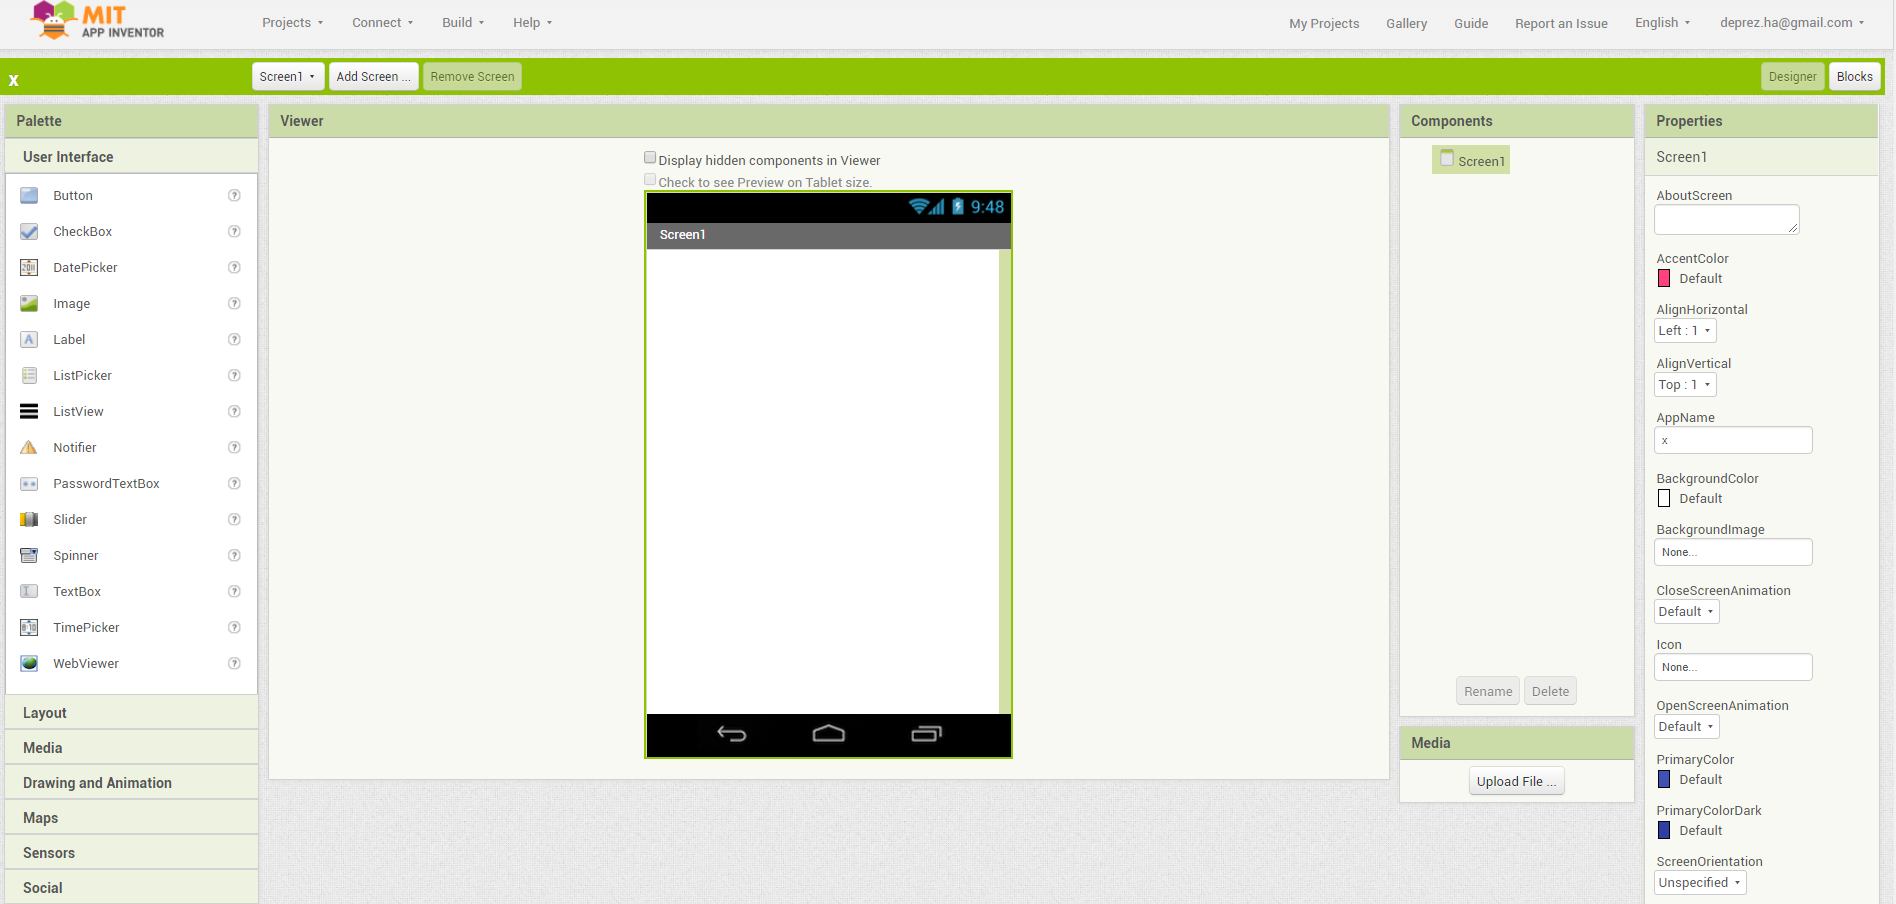 MIT
APP INVENTOR
Projects
Connect
Build
Help
My Projects
Gallery
Guide
Report an Issue
English
deprez.ha@gmail.com
x
Screen1
Add Screen ...
Remove Screen
Designer
Blocks
Palette
User Interface
Button
CheckBox
DatePicker
Image
Label
ListPicker
ListView
Notifier
PasswordTextBox
Slider
Spinner
TextBox
TimePicker
WebViewer
Layout
Media
Drawing and Animation
Maps
Sensors
Social
Viewer
Display hidden components in Viewer
Check to see Preview on Tablet size.
9:48
Screen1
Components
Screen1
Rename
Delete
Media
Upload File ...
Properties
Screen1
AboutScreen
AccentColor
Default
AlignHorizontal
Left : 1
AlignVertical
Top : 1
AppName
x
BackgroundColor
Default
BackgroundImage
None...
CloseScreenAnimation
Default
Icon
None...
OpenScreenAnimation
Default
PrimaryColor
Default
PrimaryColorDark
Default
ScreenOrientation
Unspecified